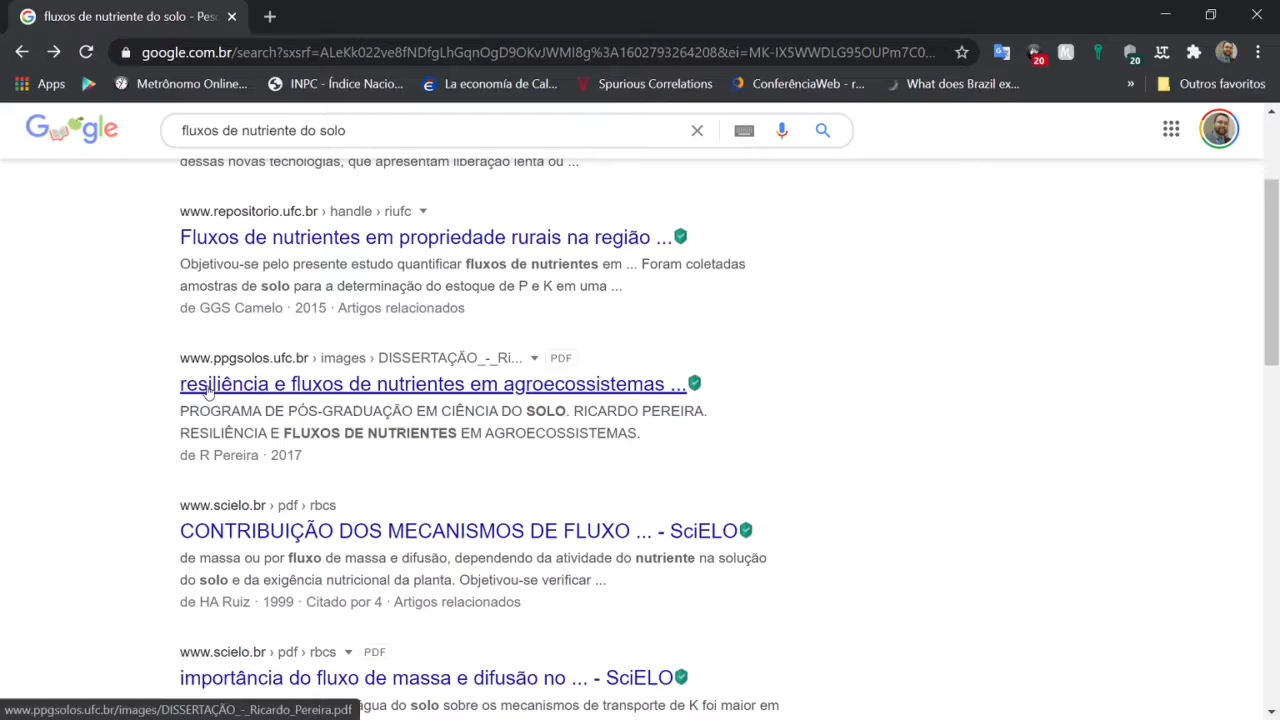 fluxos de nutriente do solo - Pesc
google.com.br/search?sxsrf=ALeKk022ve8fNDfgLhGqnOgD9OKvJWMI8g%3A1602793264208&ei=MK-IX5WWDLG95OUPm7C0...
20
20
Apps
Metrônomo Online...
INPC - Índice Nacio...
La economía de Cal...
Spurious Correlations
ConferênciaWeb - r...
What does Brazil ex...
»
Outros favoritos
Google
fluxos de nutriente do solo
dessas novas tecnologias, que apresentam liberação lenta ou ...
www.repositorio.ufc.br › handle › riufc
Fluxos de nutrientes em propriedade rurais na região ...
Objetivou-se pelo presente estudo quantificar fluxos de nutrientes em ... Foram coletadas
amostras de solo para a determinação do estoque de P e K em uma ...
de GGS Camelo · 2015 · Artigos relacionados
www.ppgsolos.ufc.br › images › DISSERTAÇÃO_-_Ri... PDF
resiliência e fluxos de nutrientes em agroecossistemas ...
PROGRAMA DE PÓS-GRADUAÇÃO EM CIÊNCIA DO SOLO. RICARDO PEREIRA.
RESILIÊNCIA E FLUXOS DE NUTRIENTES EM AGROECOSSISTEMAS.
de R Pereira · 2017
www.scielo.br › pdf › rbcs
CONTRIBUIÇÃO DOS MECANISMOS DE FLUXO ... - SciELO
de massa ou por fluxo de massa e difusão, dependendo da atividade do nutriente na solução
do solo e da exigência nutricional da planta. Objetivou-se verificar ...
de HA Ruiz · 1999 · Citado por 4 · Artigos relacionados
www.scielo.br › pdf › rbcs PDF
importância do fluxo de massa e difusão no ... - SciELO
água do solo sobre os mecanismos de transporte de K foi maior em
www.ppgsolos.ufc.br/images/DISSERTAÇÃO_-_Ricardo_Pereira.pdf